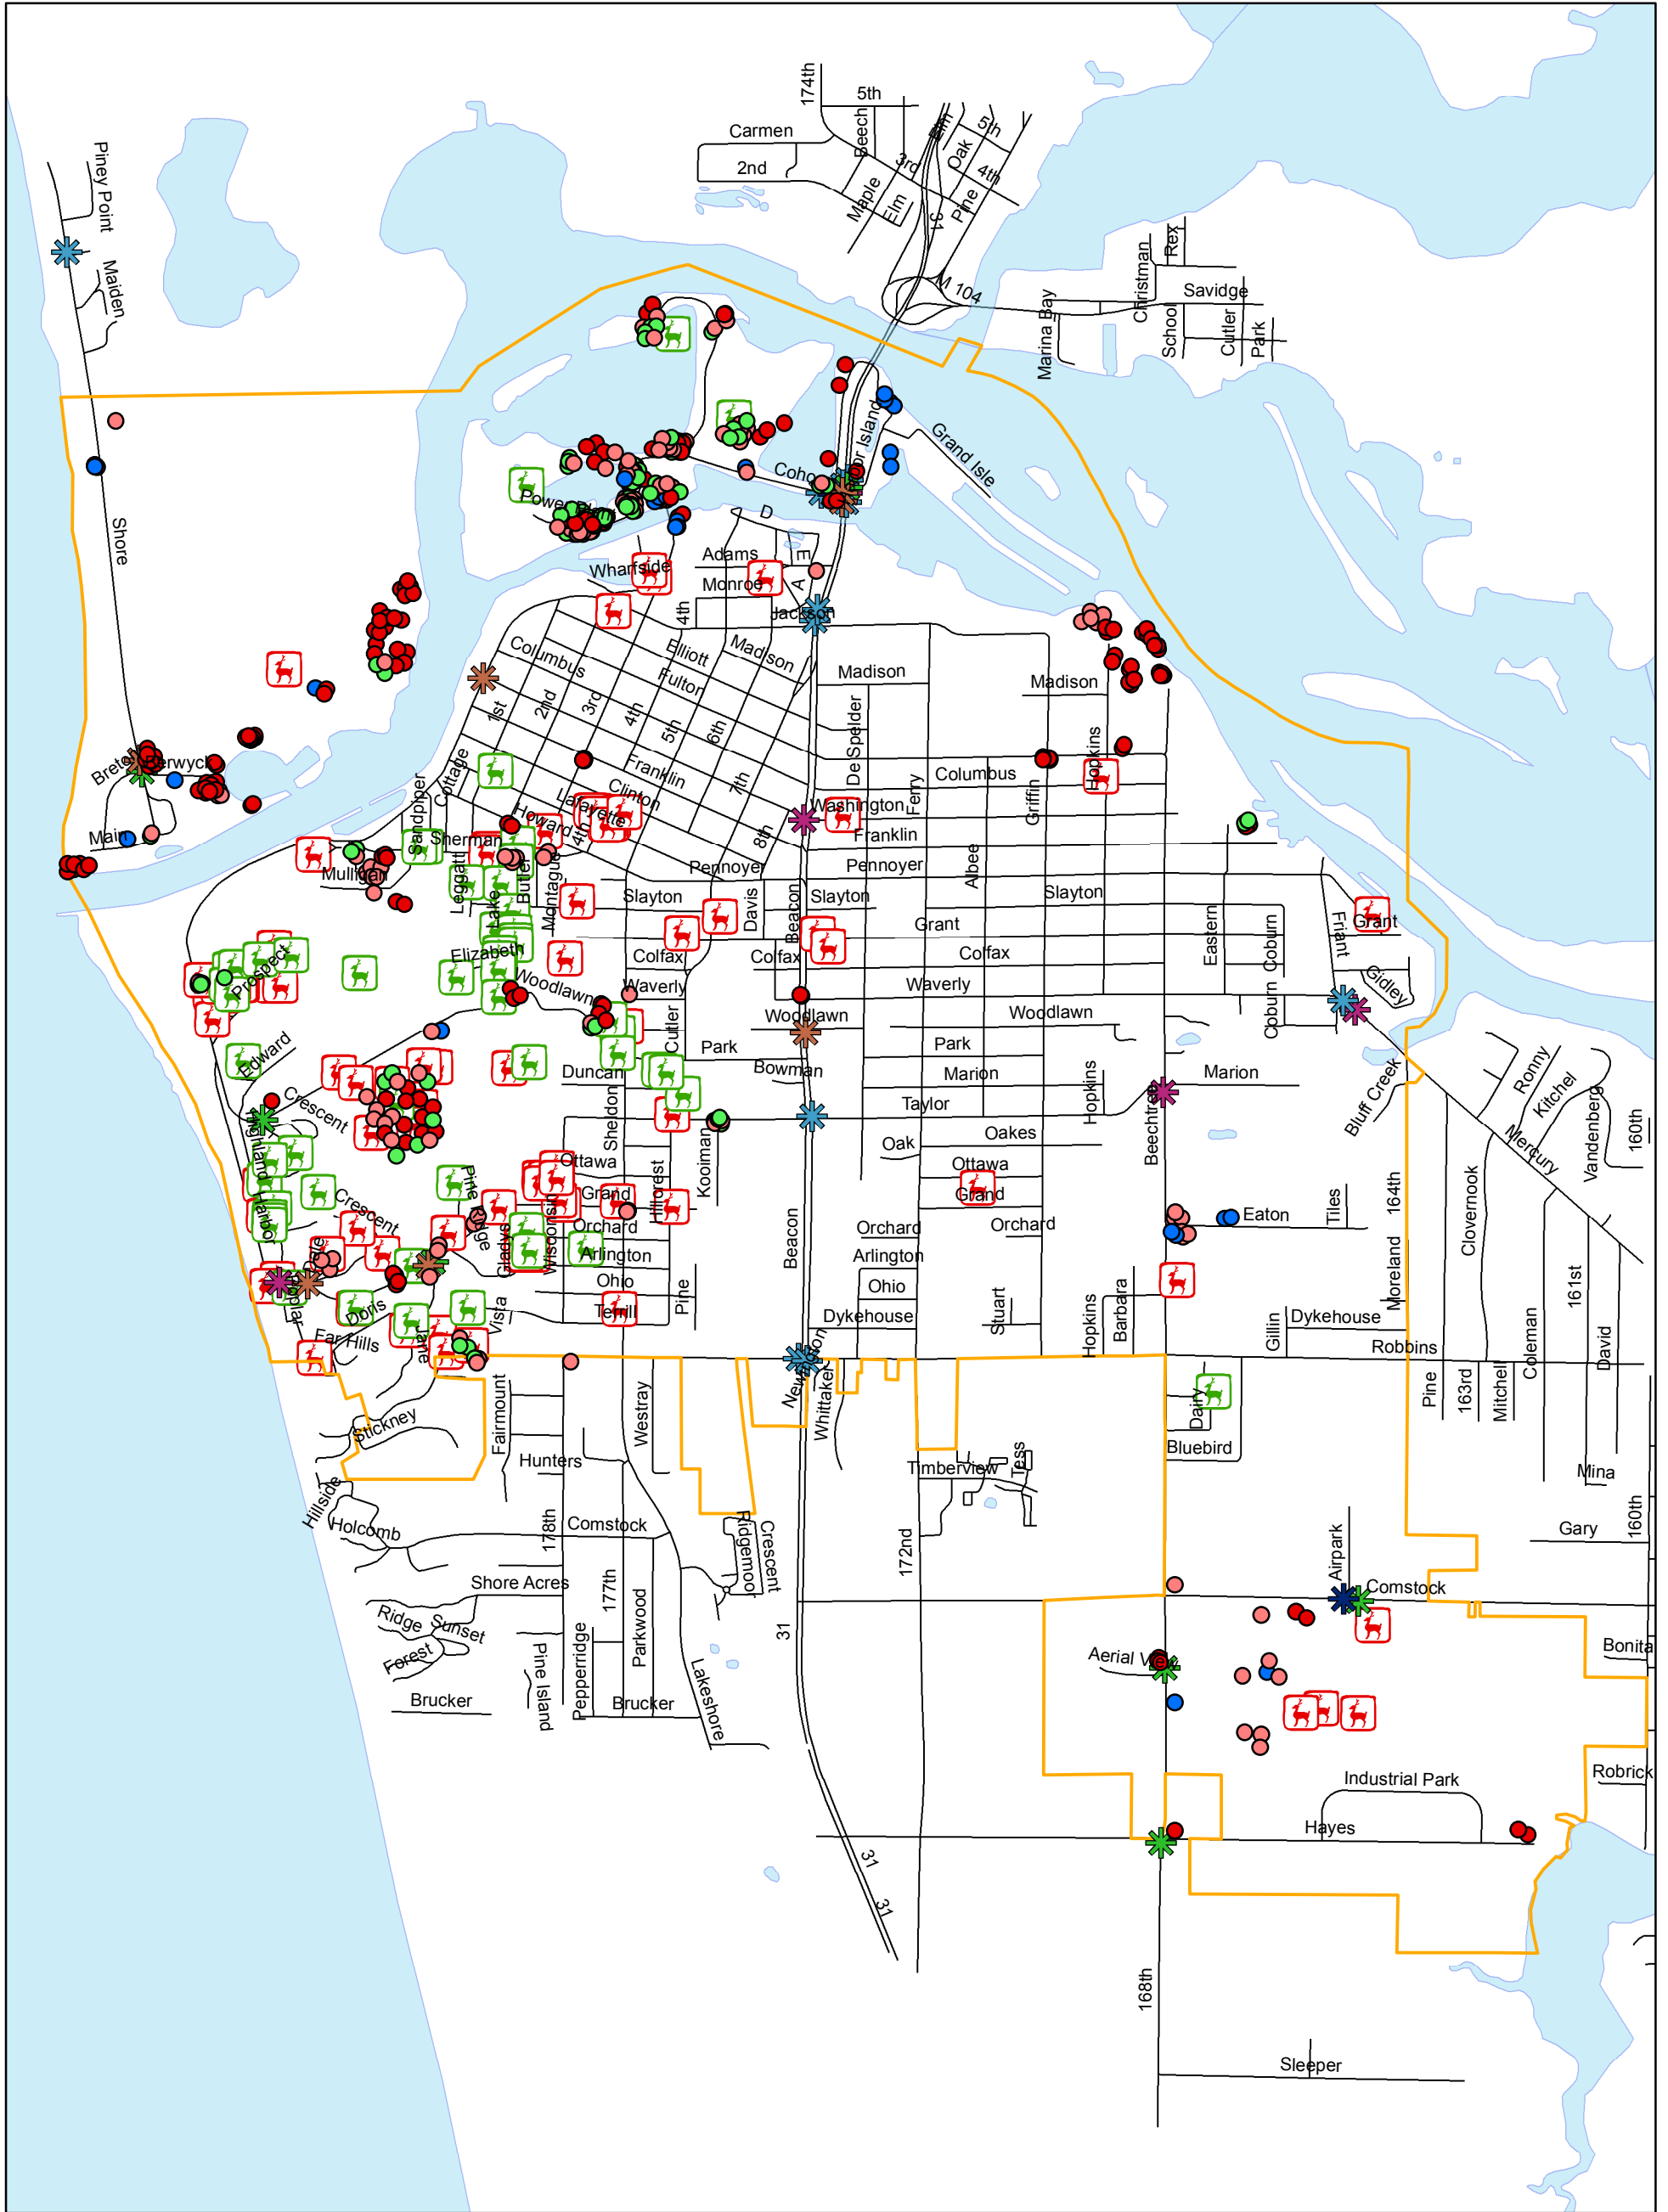 174th
5th
Carmen
Beech
Elm
5th
2nd
3rd
Oak
4th
Maple
Elm
Pine
31
Piney Point
Maiden
M 104
Rex
Christman
Savidge
Marina Bay
School
Cutler
Park
Grand Isle
Shore
Power Plant
D
Adams
E
Wharfside
Monroe
A
4th
Jackson
Columbus
Elliott
Madison
Fulton
Madison
Madison
1st
2nd
3rd
4th
5th
6th
De Spelder
Hopkins
Berwyck
Franklin
Columbus
Cottage
Sandpiper
Clinton
7th
Ferry
Griffin
Lafayette
Washington
Howard
4th
8th
Franklin
Main
Sherman
Pennoyer
Pennoyer
Albee
Mulligan
Leggatt
Butler
Lake
Montague
Slayton
Davis
Beacon
Slayton
Slayton
Grant
Eastern
Coburn
Friant
Grant
Prospect
Elizabeth
Colfax
Colfax
Colfax
Woodlawn
Waverly
Waverly
Gidley
Cutler
Woodlawn
Woodlawn
Coburn
Edward
Park
Park
Duncan
Bowman
Marion
Hopkins
Marion
Bluff Creek
Ronny
Kitchel
Vandenberg
160th
Crescent
Sheldon
Taylor
Beechtree
Mercury
Highland
Oak
Oakes
Ottawa
Kooiman
Ottawa
164th
Clovernook
Harbor
Crescent
Pine Ridge
Grand
Hillcrest
Grand
Tiles
Eaton
Wisconsin
Orchard
Orchard
Orchard
Gladys
Arlington
Beacon
Arlington
Ohio
Pine
Ohio
Moreland
161st
Poplar
Doris
Vista
Terrill
Dykehouse
Stuart
Hopkins
Barbara
Gillin
Dykehouse
Far Hills
Jane
Robbins
Coleman
David
Whittaker
Pine
163rd
Mitchell
Dairy
Stickney
Fairmount
Westray
Bluebird
Hunters
Timberview
Tess
Mina
Hillside
Holcomb
178th
Comstock
Ridgemoor
Crescent
172nd
Airpark
Gary
160th
Shore Acres
177th
Parkwood
Comstock
Ridge
Sunset
Forest
Pine Island
Pepperridge
31
Aerial View
Bonita
Brucker
Brucker
Lakeshore
Industrial Park
Robrick
Hayes
31
31
168th
Sleeper